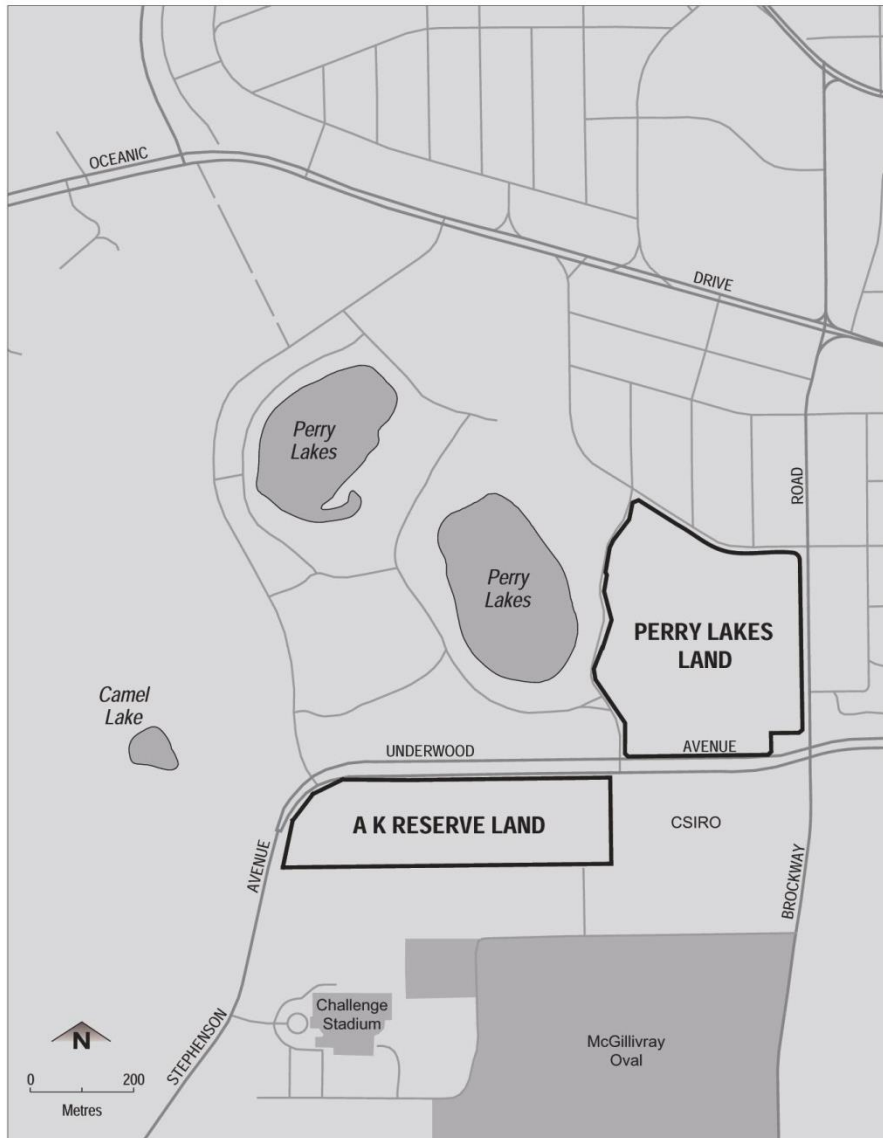 OCEANIC
DRIVE
Perry
Lakes
ROAD
Perry
Lakes
PERRY LAKES
LAND
Camel
Lake
UNDERWOOD
AVENUE
A K RESERVE LAND
CSIRO
AVENUE
BROCKWAY
Challenge
Stadium
STEPHENSON
McGillivray
Oval
N
0 200
Metres